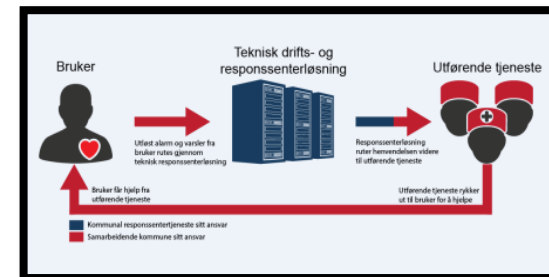 Bruker
Teknisk drifts- og
responssenterløsning
Utførende tjeneste
Utløst alarm og varsler fra
bruker rutes gjennom
teknisk responssenterløsning
Responssenterløsning
ruter henvendelsen videre
til utførende tjeneste
Bruker får hjelp fra
utførende tjeneste
Utførende tjeneste rykker
ut til bruker for å hjelpe
Kommunal responssentertjeneste sitt ansvar
Samarbeidende kommune sitt ansvar